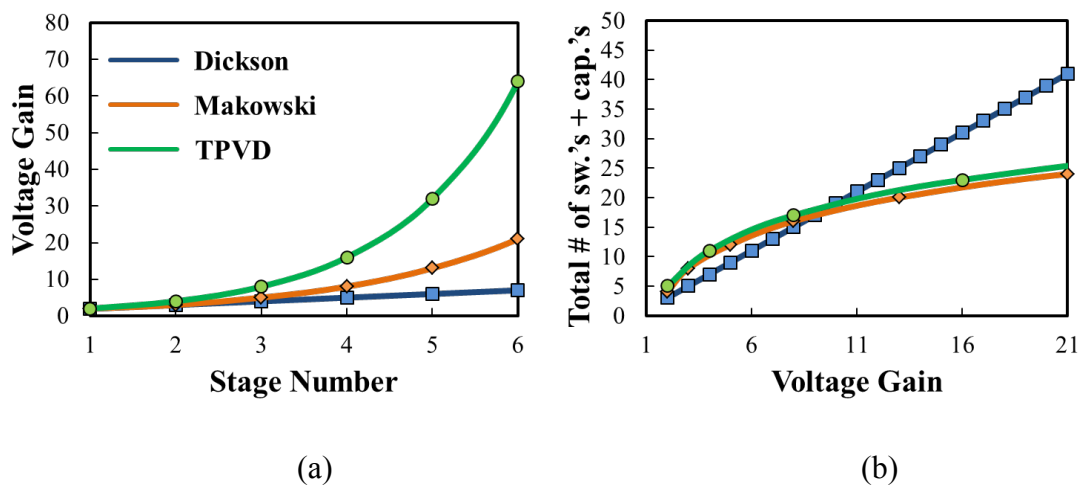 80
70
60
50
40
30
20
10
0
Voltage Gain
Dickson
Makowski
TPVD
1 2 3 4 5 6
Stage Number
(a)
50
45
40
35
30
25
20
15
10
5
0
Total # of sw.'s + cap.'s
1 6 11 16 21
Voltage Gain
(b)